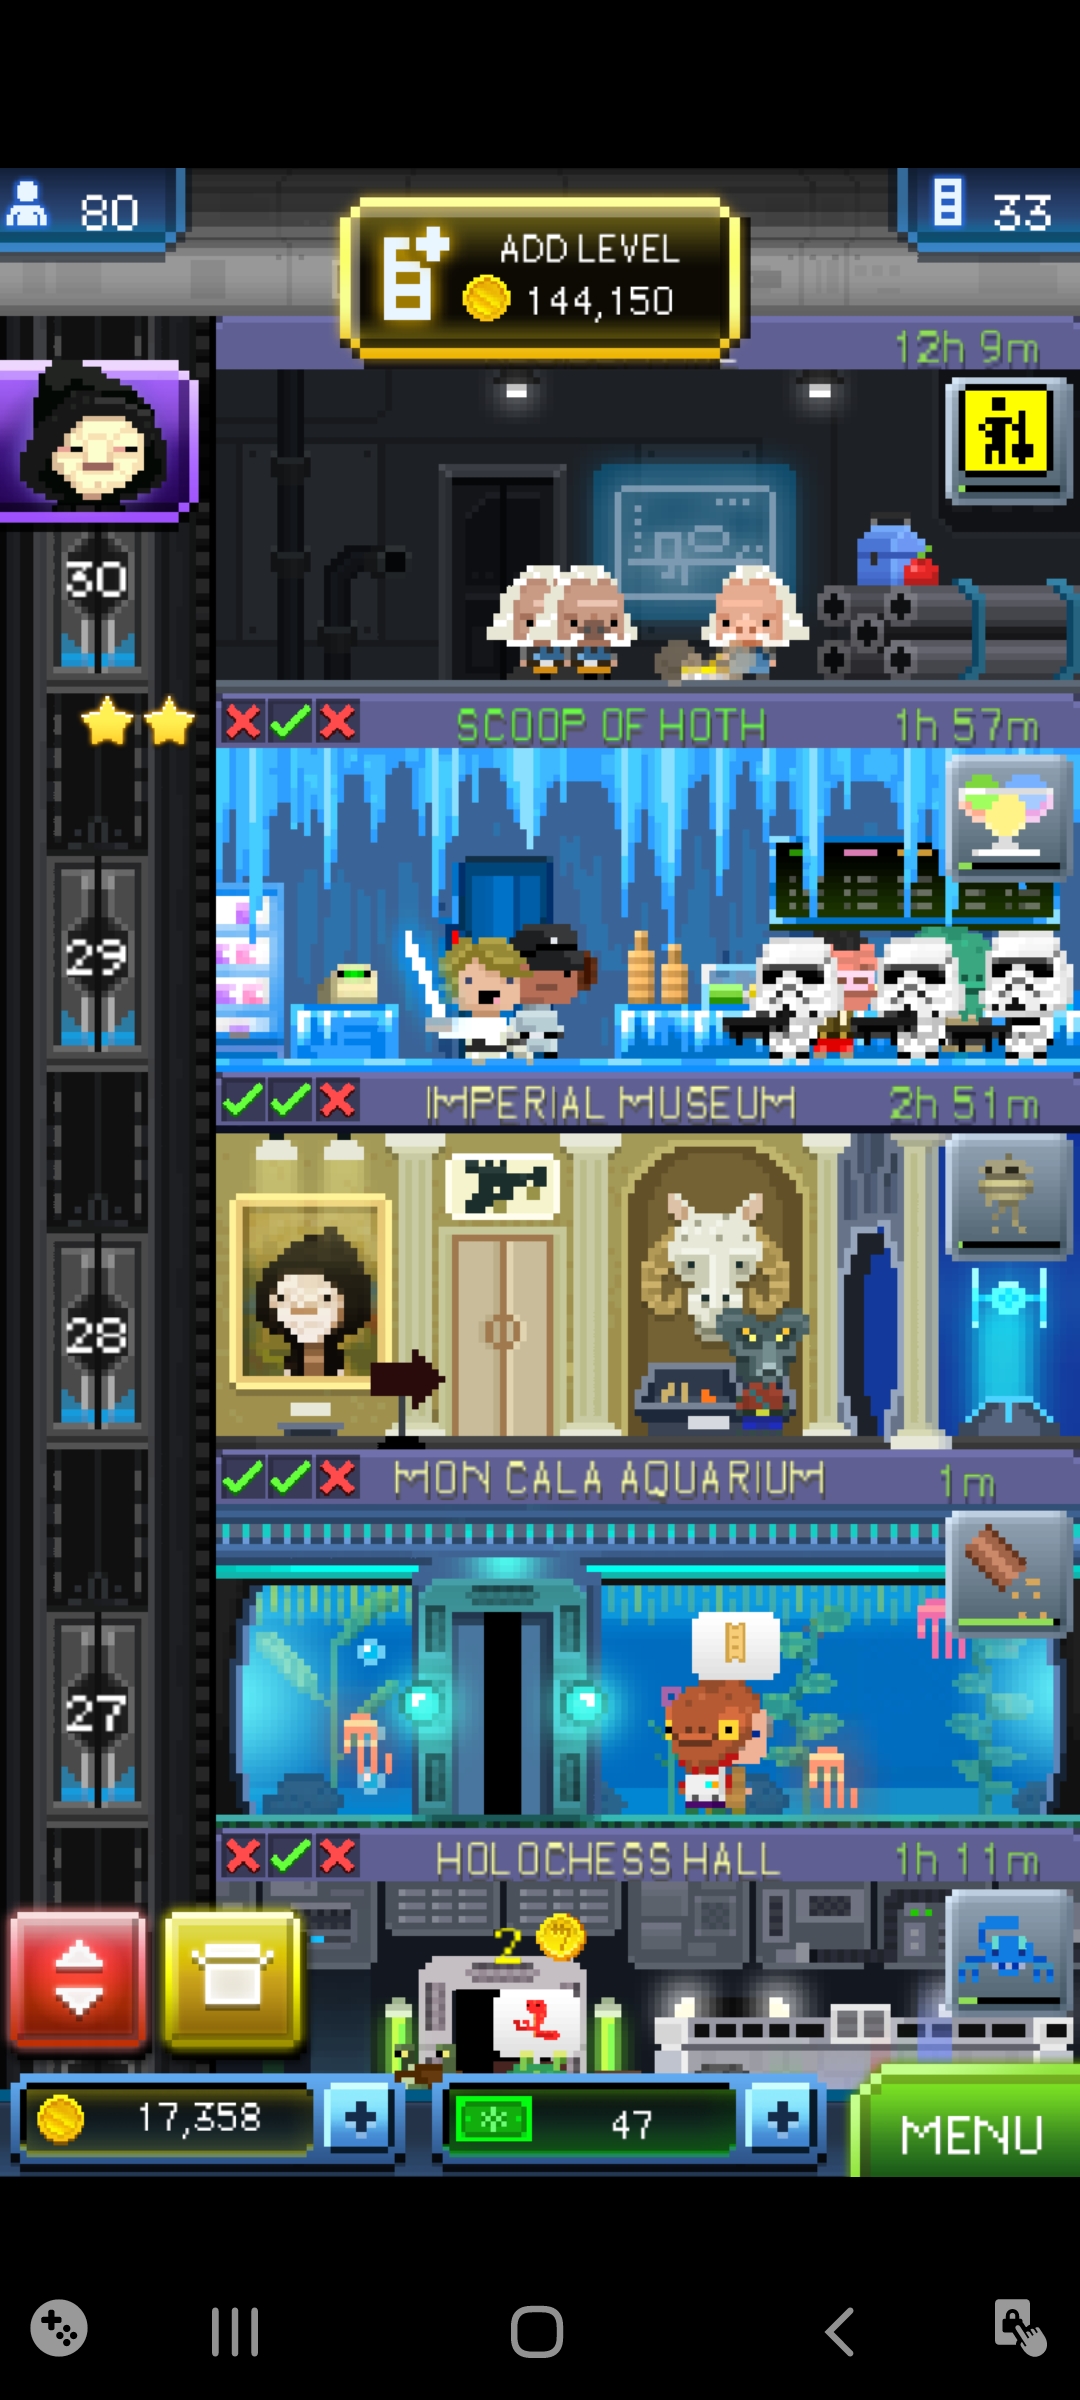 80
ADD LEVEL
144,150
33
12h 9m
30
SCOOP OF HOTH
1h 57m
29
IMPERIAL MUSEUM
2h 51m
28
MON CALA AQUARIUM
1m
27
HOLOCHESS HALL
1h 11m
2
17,358
47
MENU